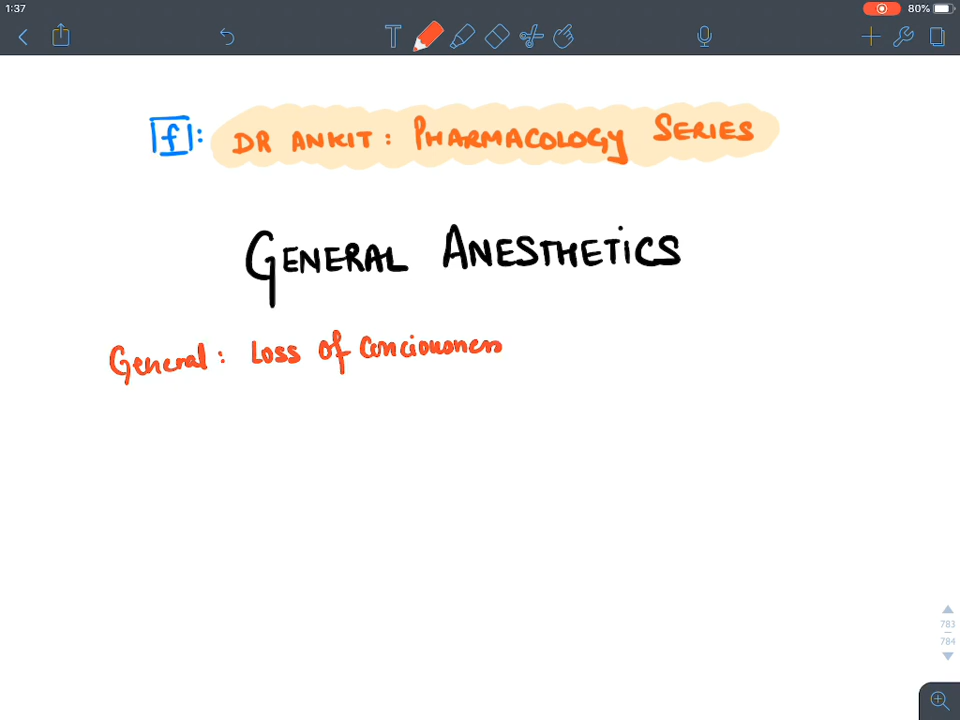 1:37
80%
f: DR ANKIT: PHARMACOLOGY SERIES
GENERAL ANESTHETICS
General: Loss of Conciousness
783
784